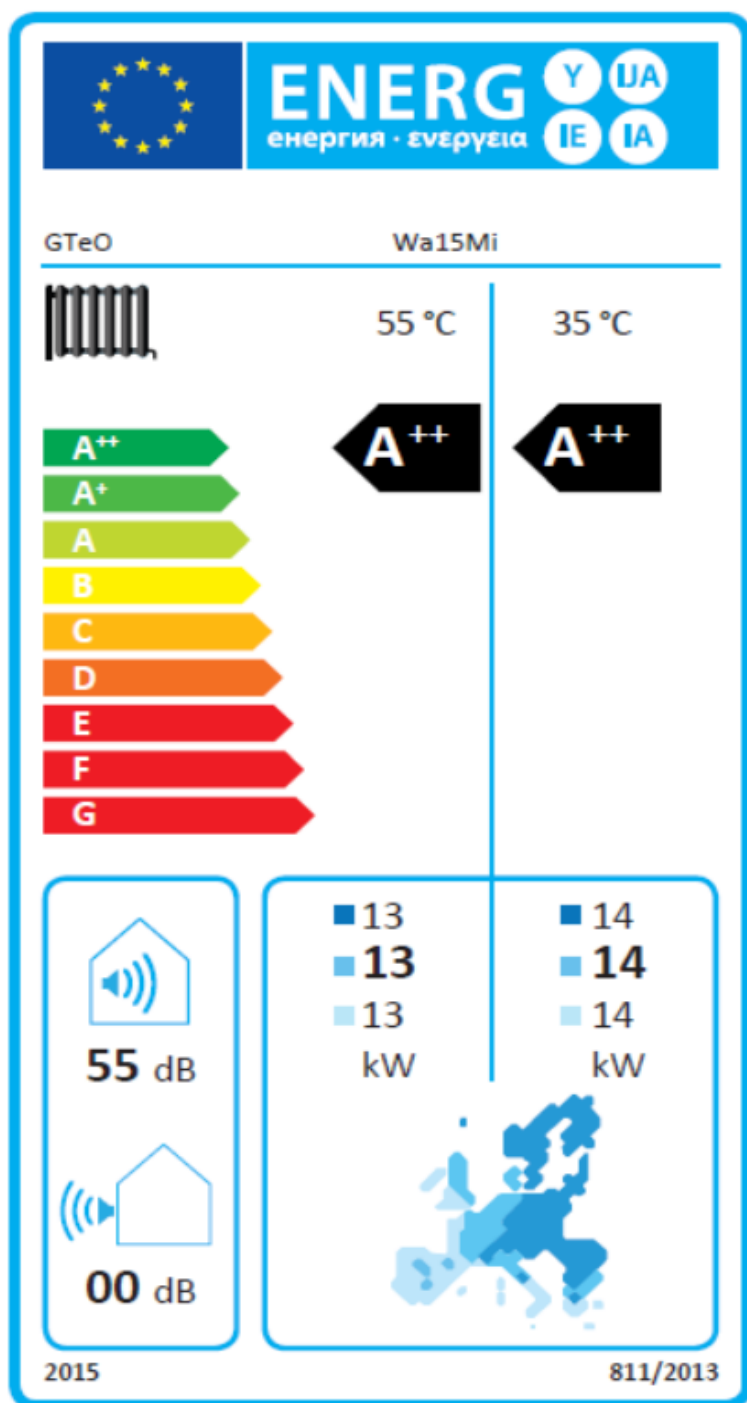 ENERG Y IJA
енергия · ενεργεια IE IA
GTeO Wa15Mi
55 °C 35 °C
A++ A++
A++
A+
A
B
C
D
E
F
G
13 14
13 14
13 14
kW kW
55 dB
00 dB
2015 811/2013